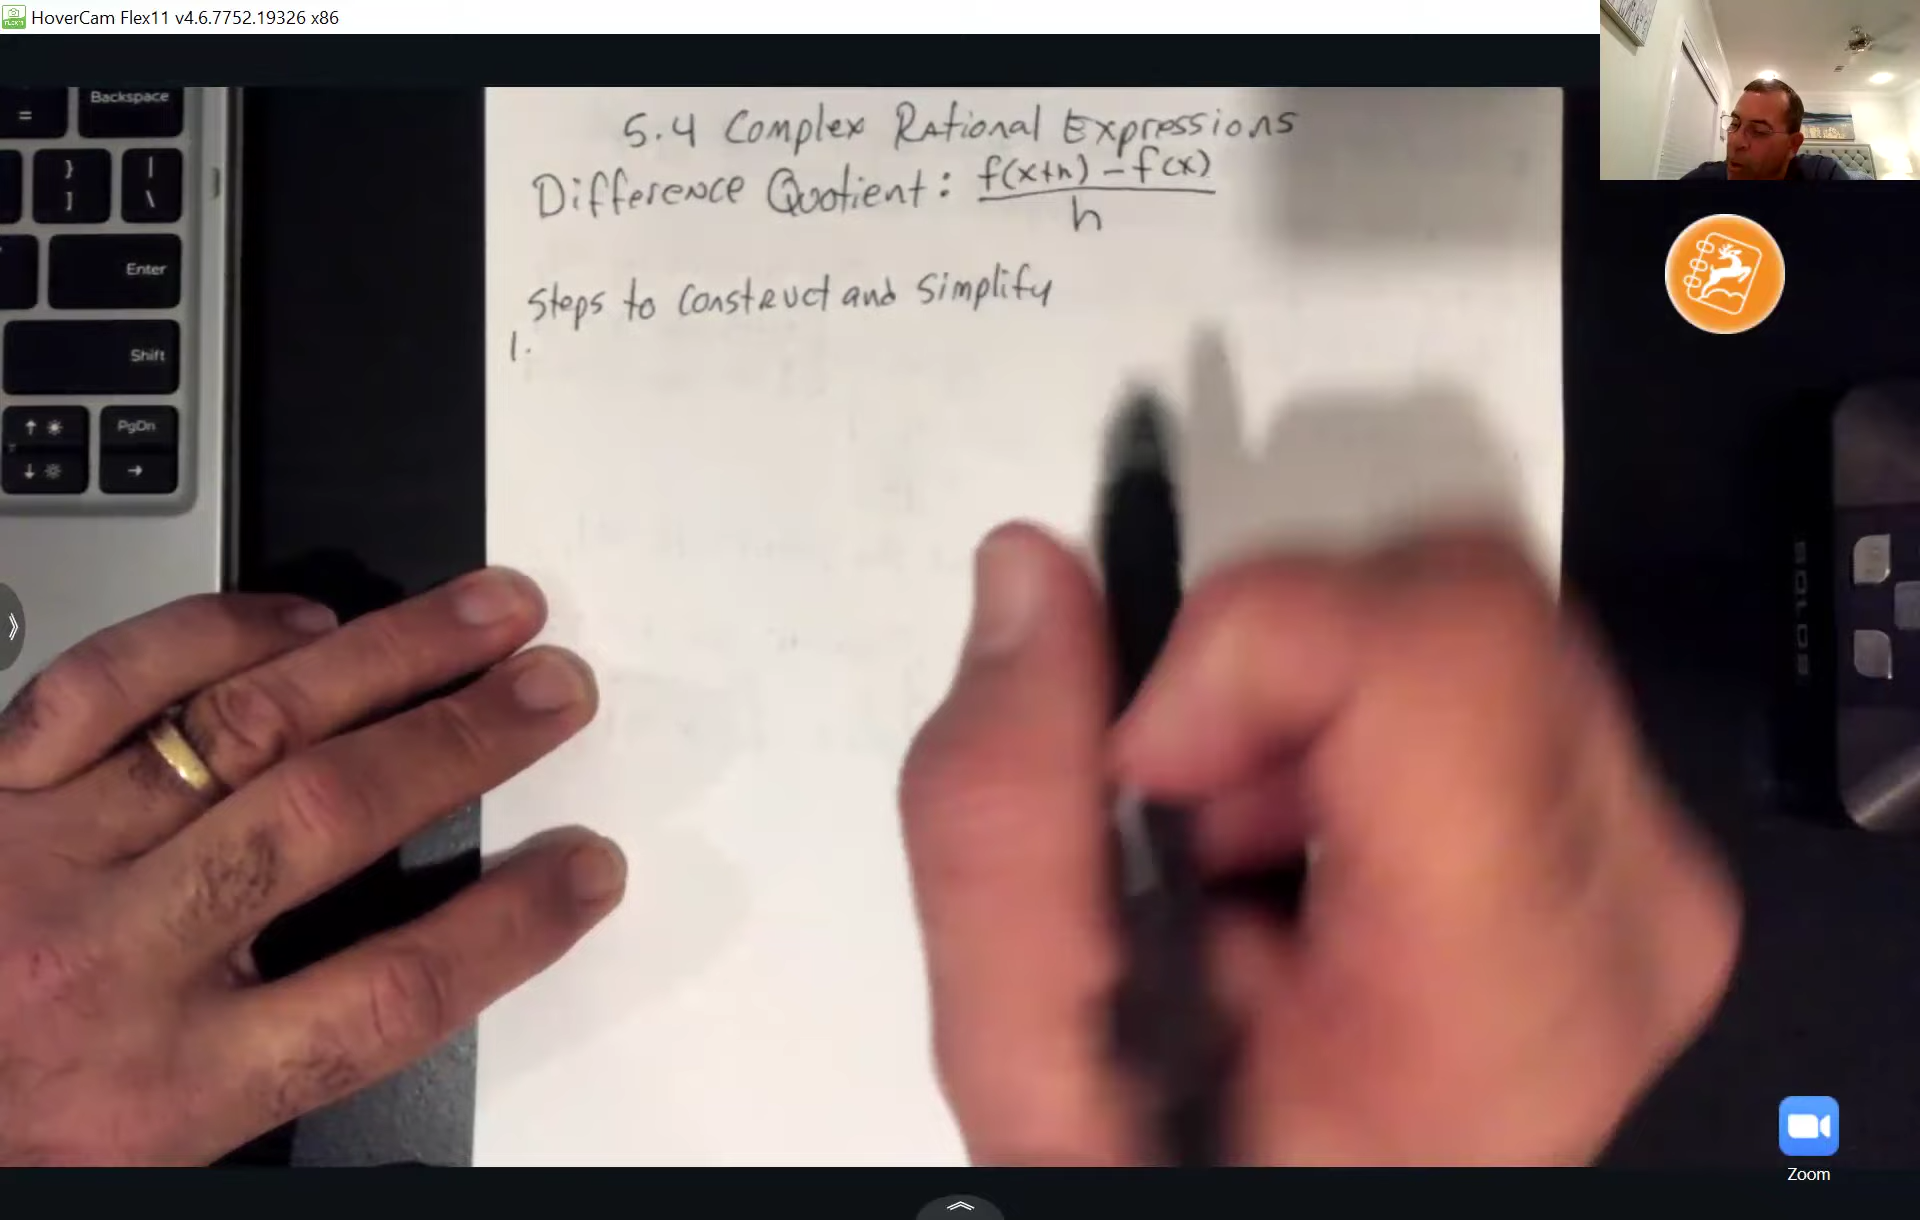 HoverCam Flex11 v4.6.7752.19326 x86
5.4 Complex Rational Expressions
Difference Quotient: f(x+h) - f(x)
h
Steps to construct and simplify
1.
= Backspace
} |
] \
Enter
Shift
↑ PgDn
↓ →
SOLO
Zoom